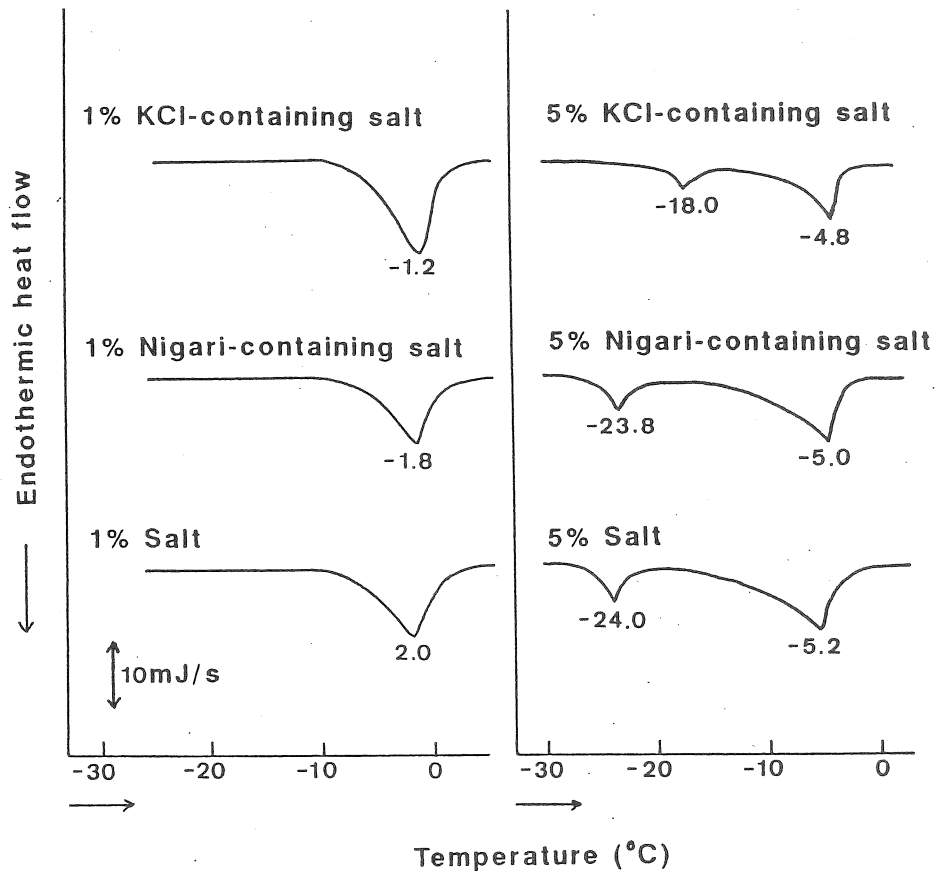 Endothermic heat flow
1% KCl-containing salt
-1.2
1% Nigari-containing salt
-1.8
1% Salt
2.0
10mJ/s
-30 -20 -10 0
5% KCl-containing salt
-18.0
-4.8
5% Nigari-containing salt
-23.8
-5.0
5% Salt
-24.0
-5.2
-30 -20 -10 0
Temperature (°C)